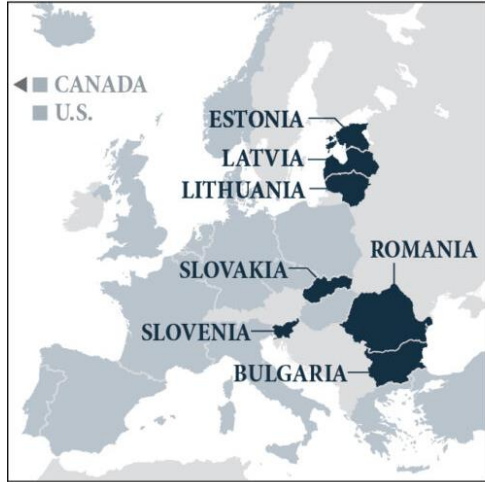 CANADA
U.S.
ESTONIA
LATVIA
LITHUANIA
ROMANIA
SLOVAKIA
SLOVENIA
BULGARIA